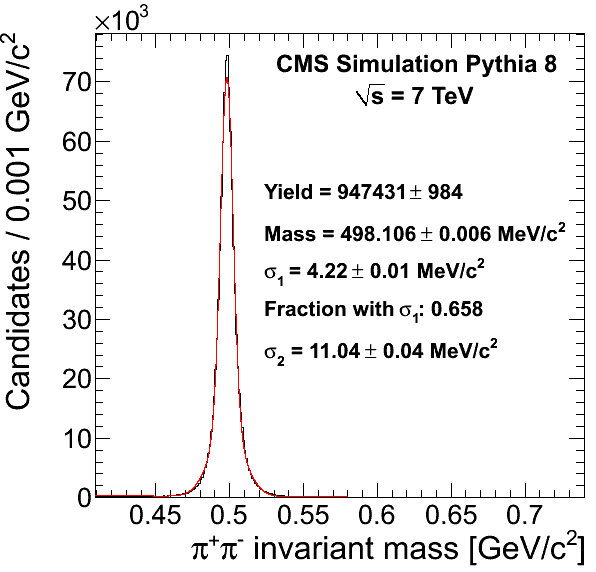 ×10³
CMS Simulation Pythia 8
√s = 7 TeV
Yield = 947431 ± 984
Mass = 498.106 ± 0.006 MeV/c²
σ₁ = 4.22 ± 0.01 MeV/c²
Fraction with σ₁: 0.658
σ₂ = 11.04 ± 0.04 MeV/c²
Candidates / 0.001 GeV/c²
70
60
50
40
30
20
10
0
0.45 0.5 0.55 0.6 0.65 0.7
π⁺π⁻ invariant mass [GeV/c²]